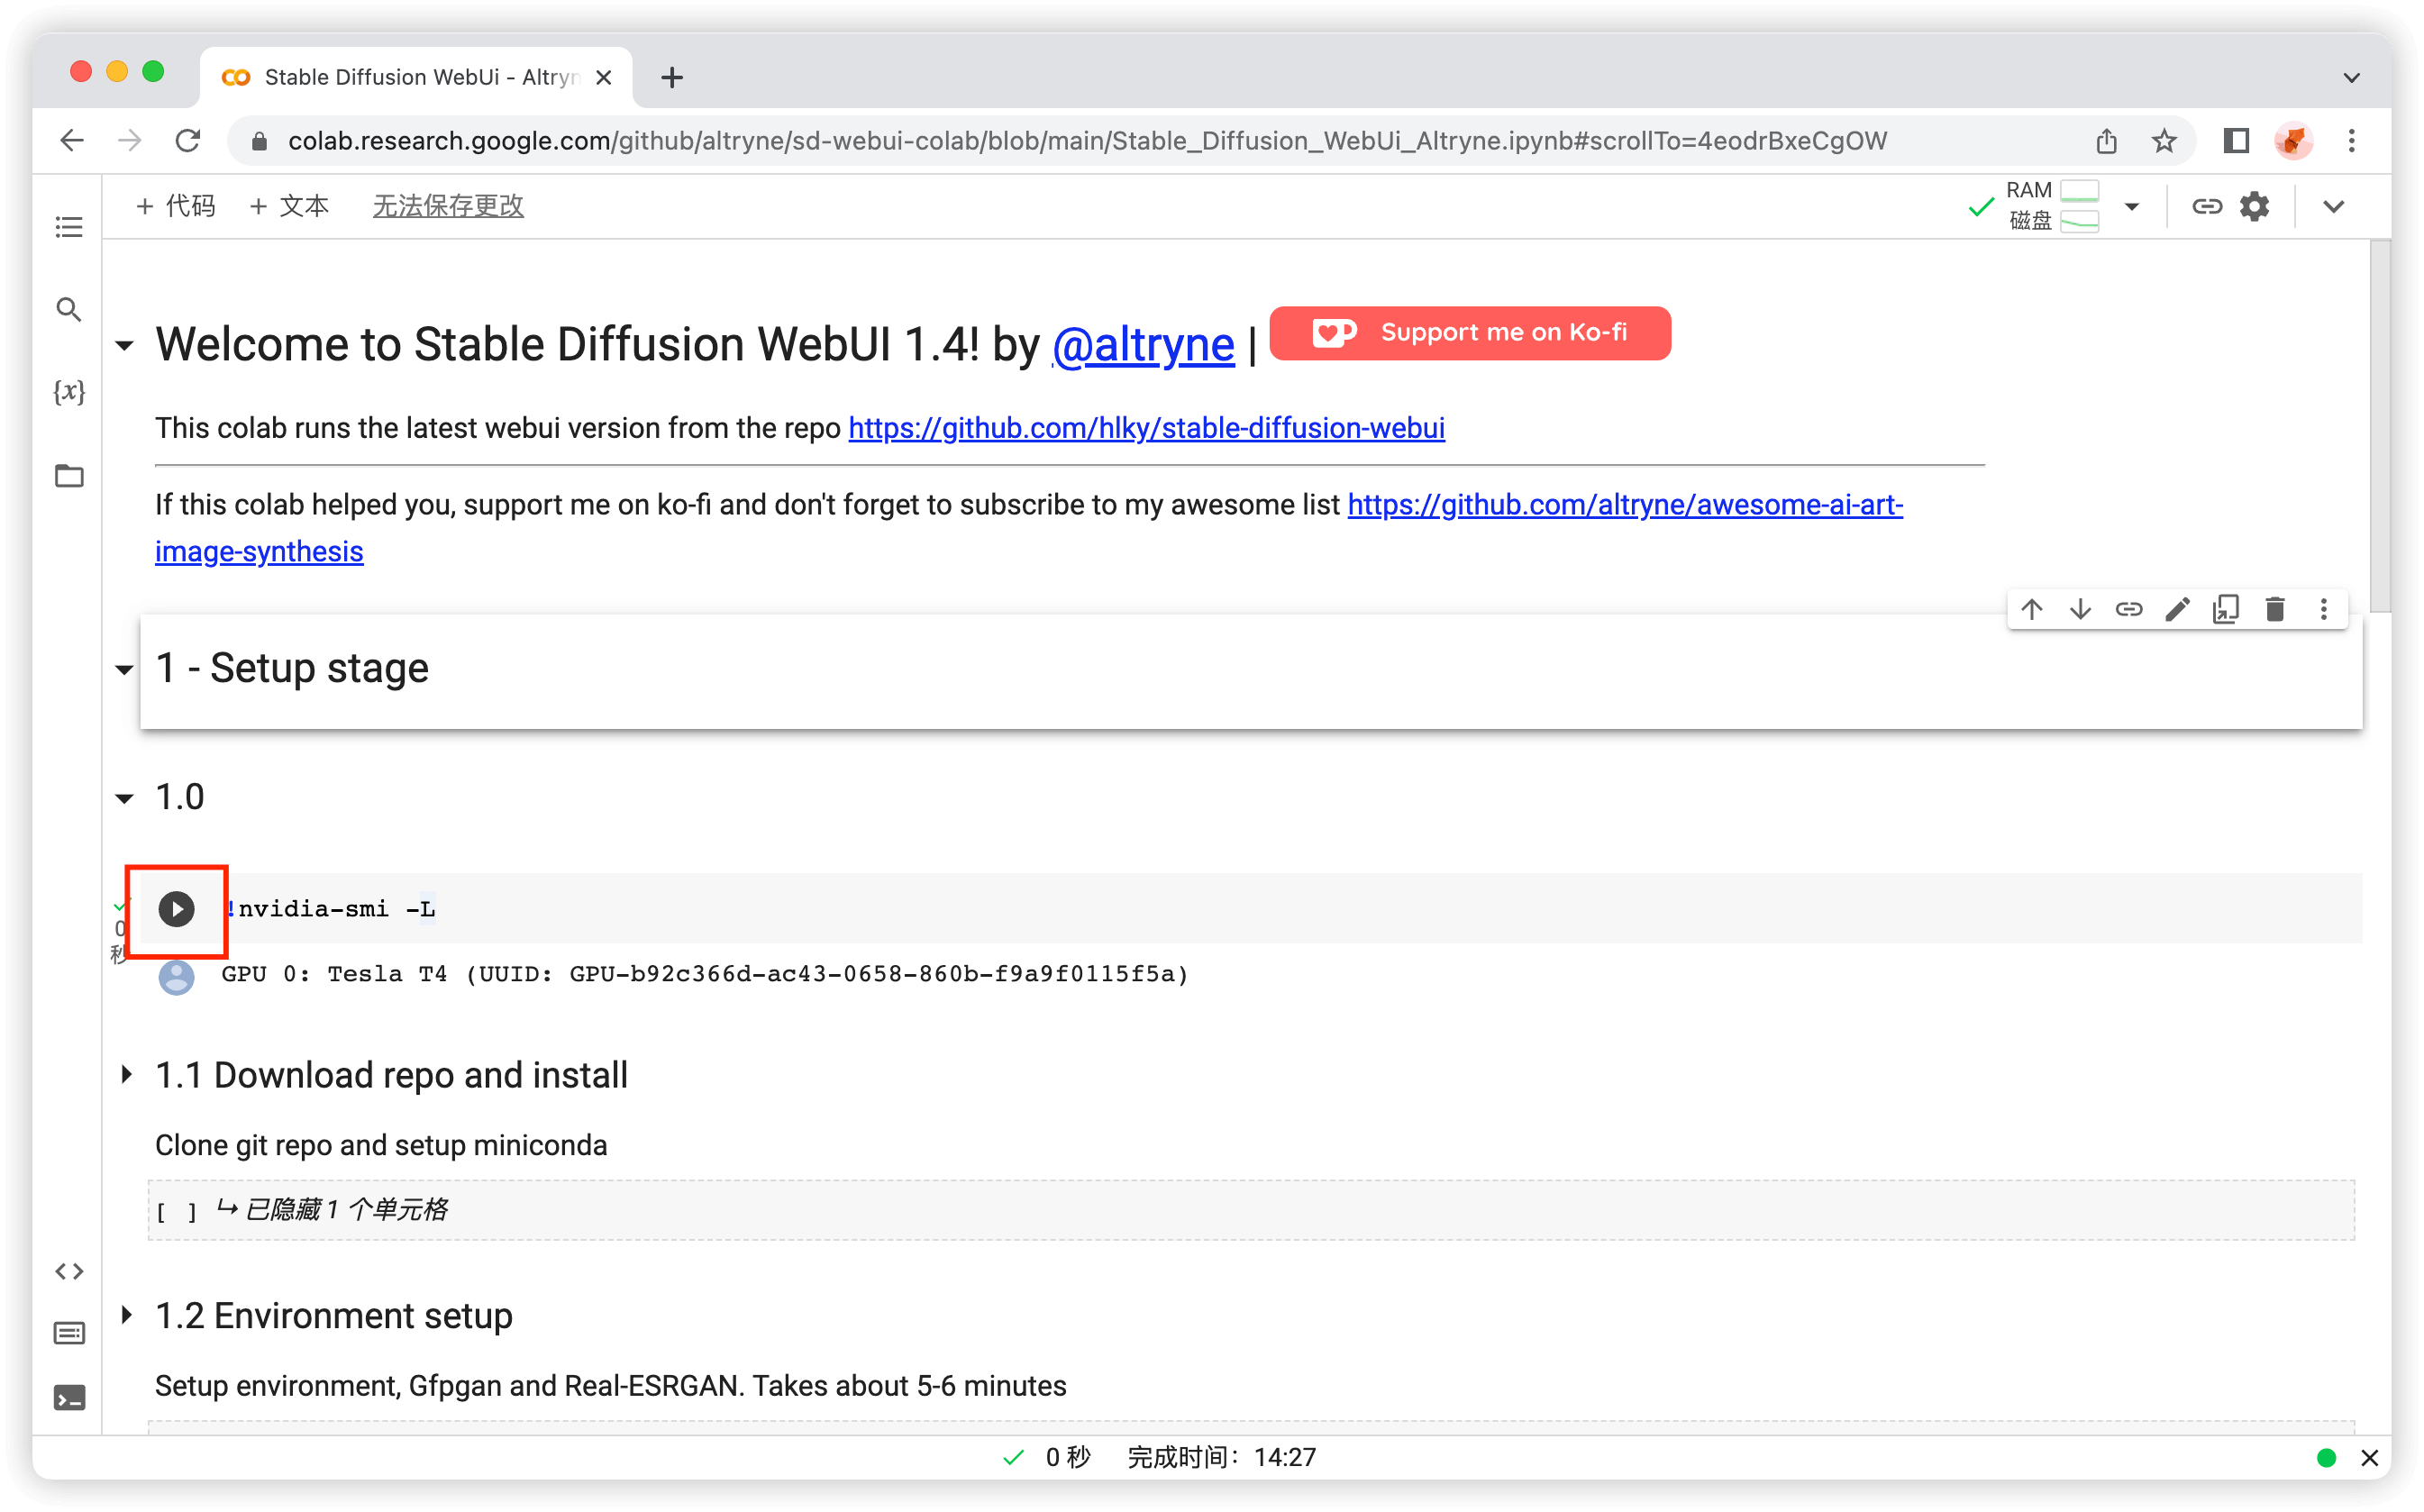 Stable Diffusion WebUi - Altryn
colab.research.google.com/github/altryne/sd-webui-colab/blob/main/Stable_Diffusion_WebUi_Altryne.ipynb#scrollTo=4eodrBxeCgOW
+ 代码 + 文本 无法保存更改
RAM
磁盘
Welcome to Stable Diffusion WebUI 1.4! by @altryne | Support me on Ko-fi
This colab runs the latest webui version from the repo https://github.com/hlky/stable-diffusion-webui
If this colab helped you, support me on ko-fi and don't forget to subscribe to my awesome list https://github.com/altryne/awesome-ai-art-
image-synthesis
1 - Setup stage
1.0
!nvidia-smi -L
0
秒
GPU 0: Tesla T4 (UUID: GPU-b92c366d-ac43-0658-860b-f9a9f0115f5a)
1.1 Download repo and install
Clone git repo and setup miniconda
[ ] ↳ 已隐藏 1 个单元格
1.2 Environment setup
Setup environment, Gfpgan and Real-ESRGAN. Takes about 5-6 minutes
0 秒 完成时间：14:27